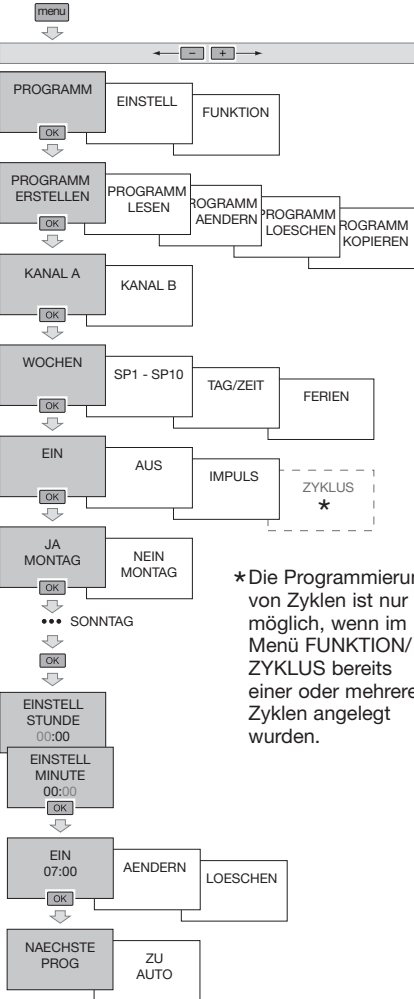 menu
− +
PROGRAMM
EINSTELL
FUNKTION
OK
PROGRAMM
ERSTELLEN
PROGRAMM
LESEN
ROGRAMM
AENDERN
PROGRAMM
LOESCHEN
ROGRAMM
KOPIEREN
OK
KANAL A
KANAL B
OK
WOCHEN
SP1 - SP10
TAG/ZEIT
FERIEN
OK
EIN
AUS
IMPULS
ZYKLUS
*
OK
JA
MONTAG
NEIN
MONTAG
OK
••• SONNTAG
OK
EINSTELL
STUNDE
00:00
EINSTELL
MINUTE
00:00
OK
* Die Programmierun
von Zyklen ist nur
möglich, wenn im
Menü FUNKTION/
ZYKLUS bereits
einer oder mehrere
Zyklen angelegt
wurden.
EIN
07:00
AENDERN
LOESCHEN
OK
NAECHSTE
PROG
ZU
AUTO